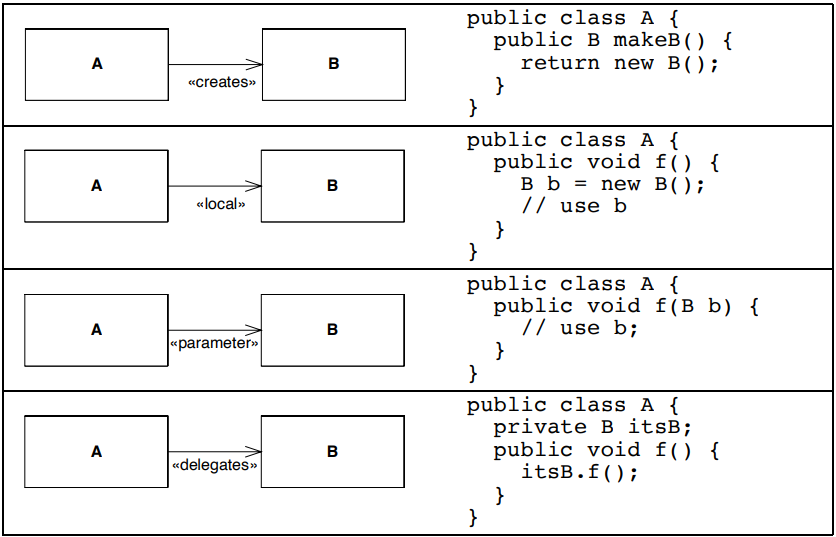 A
B
«creates»
public class A {
public B makeB() {
return new B();
}
}
A
B
«local»
public class A {
public void f() {
B b = new B();
// use b
}
}
A
B
«parameter»
public class A {
public void f(B b) {
// use b;
}
}
A
B
«delegates»
public class A {
private B itsB;
public void f() {
itsB.f();
}
}